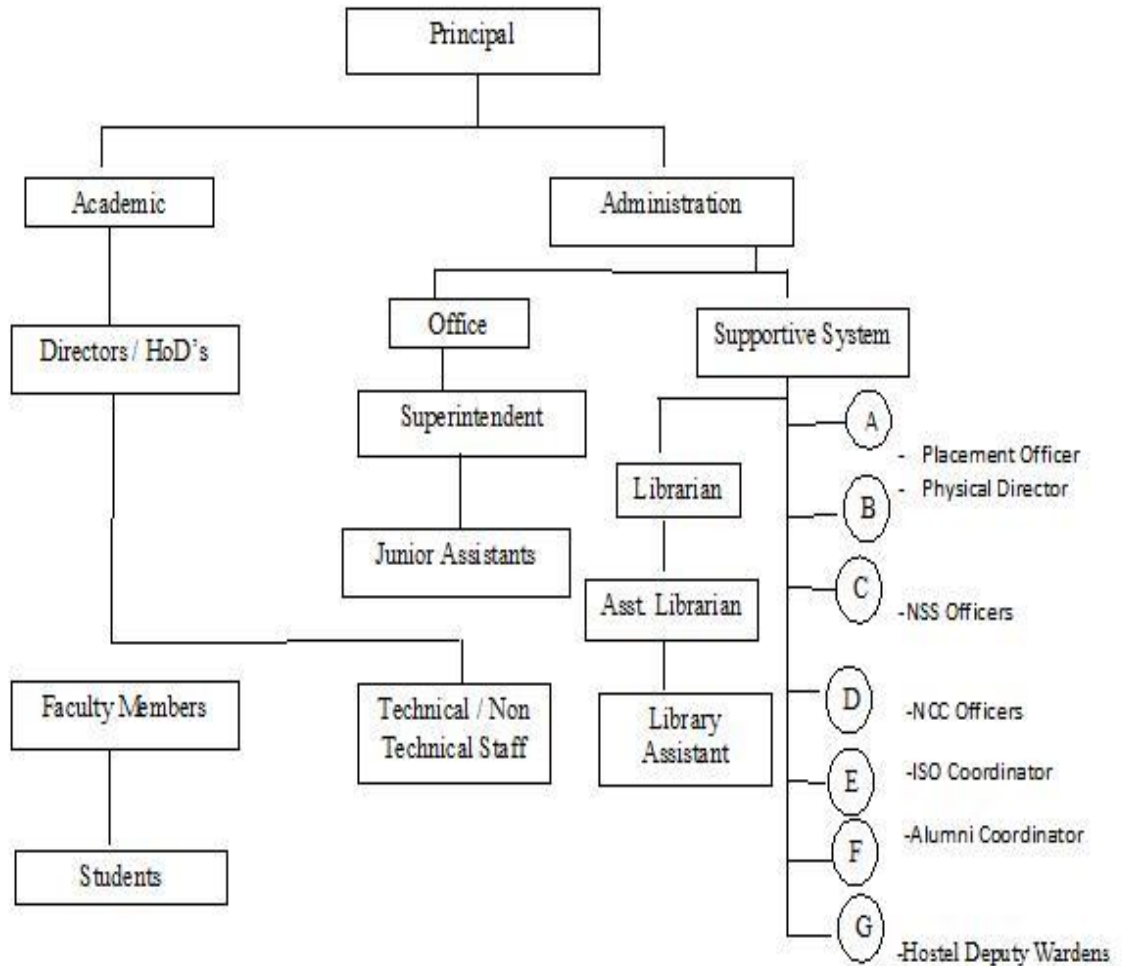 Principal
Academic
Administration
Office
Supportive System
Directors / HoD's
Superintendent
A
- Placement Officer
Librarian
- Physical Director
B
Junior Assistants
C
Asst. Librarian
-NSS Officers
Faculty Members
Technical / Non
Technical Staff
Library
Assistant
D
-NCC Officers
E
-ISO Coordinator
F
-Alumni Coordinator
Students
G
-Hostel Deputy Wardens